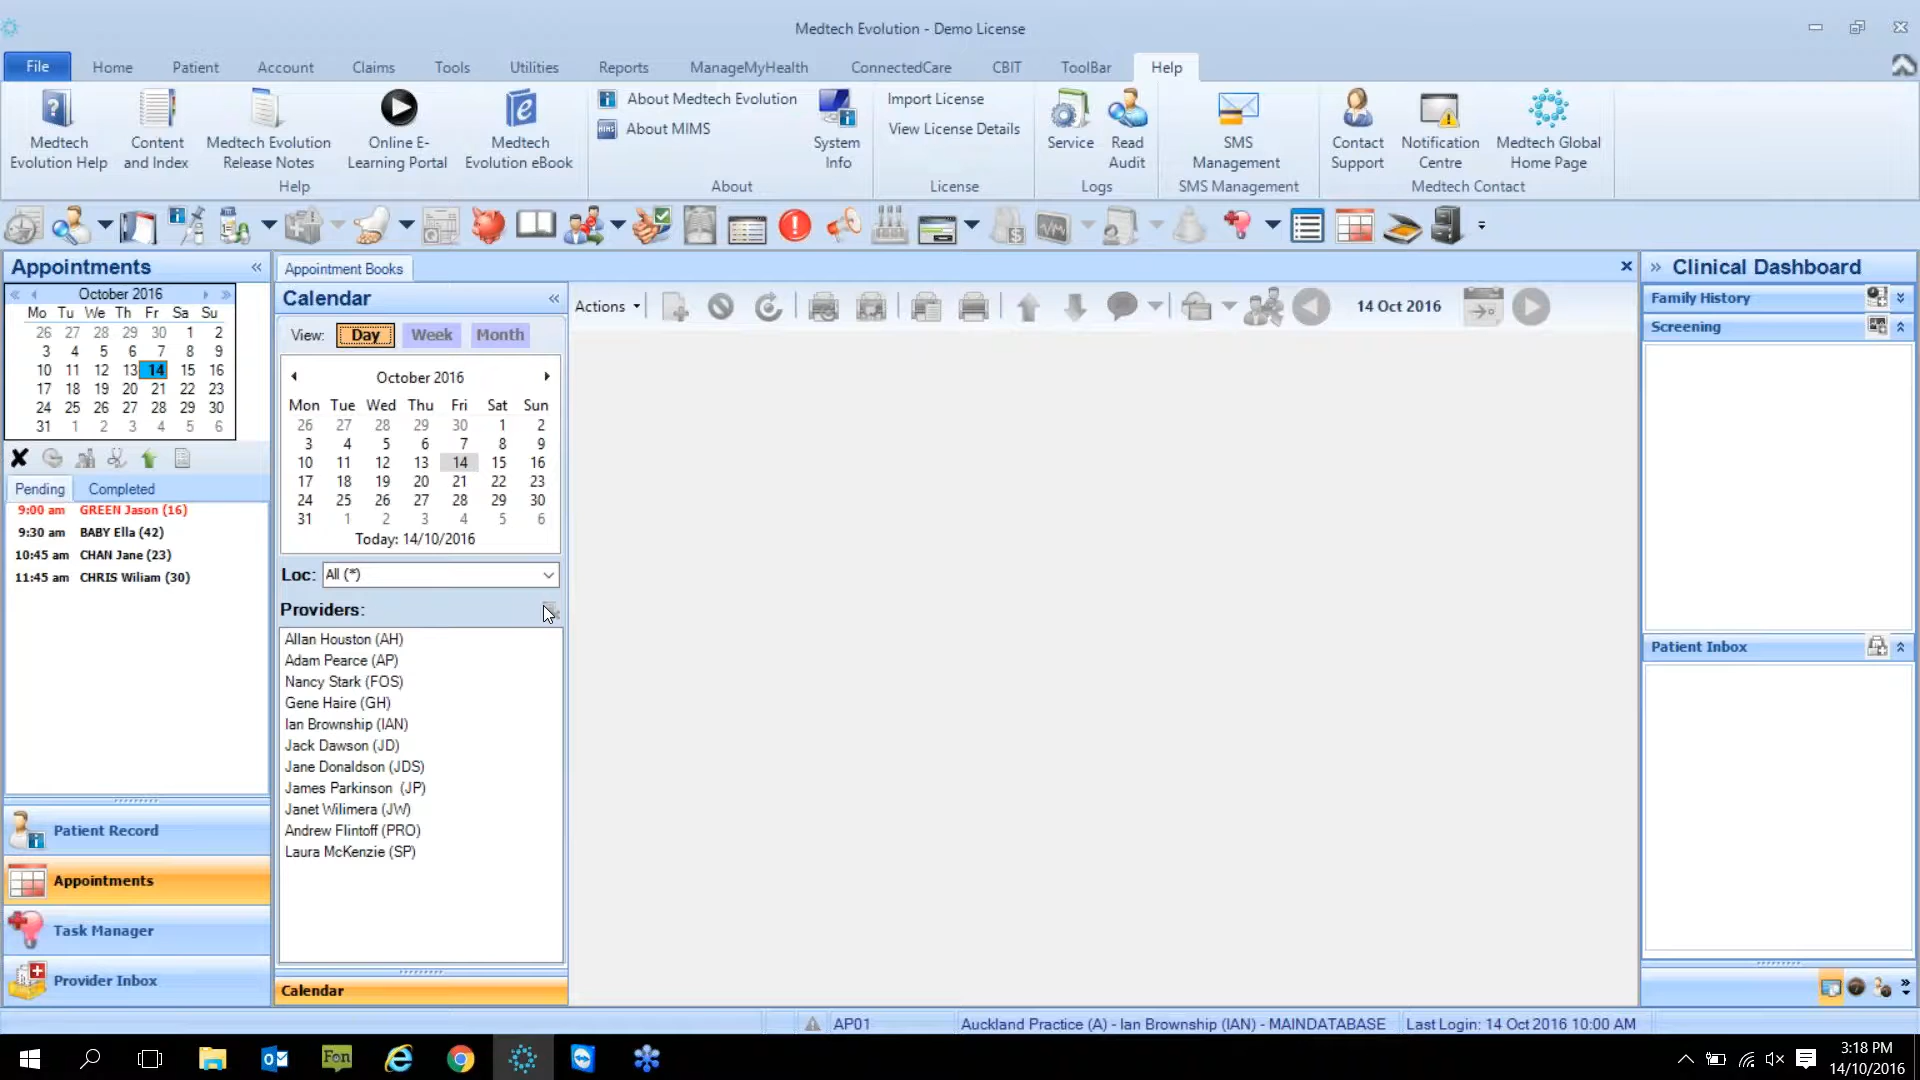 Medtech Evolution - Demo License
File Home Patient Account Claims Tools Utilities Reports ManageMyHealth ConnectedCare CBIT ToolBar Help
Medtech Evolution Help
Content and Index
Medtech Evolution Release Notes
Online E-Learning Portal
Medtech Evolution eBook
Help
About Medtech Evolution
About MIMS
System Info
About
Import License
View License Details
License
Service
Read Audit
Logs
SMS Management
SMS Management
Contact Support
Notification Centre
Medtech Global Home Page
Medtech Contact
Appointments
October 2016
Mo Tu We Th Fr Sa Su
26 27 28 29 30 1 2
3 4 5 6 7 8 9
10 11 12 13 14 15 16
17 18 19 20 21 22 23
24 25 26 27 28 29 30
31 1 2 3 4 5 6
Pending Completed
9:00 am GREEN Jason (16)
9:30 am BABY Ella (42)
10:45 am CHAN Jane (23)
11:45 am CHRIS Wiliam (30)
Patient Record
Appointments
Task Manager
Provider Inbox
Appointment Books
Calendar
View: Day Week Month
October 2016
Mon Tue Wed Thu Fri Sat Sun
26 27 28 29 30 1 2
3 4 5 6 7 8 9
10 11 12 13 14 15 16
17 18 19 20 21 22 23
24 25 26 27 28 29 30
31 1 2 3 4 5 6
Today: 14/10/2016
Loc: All (*)
Providers:
Allan Houston (AH)
Adam Pearce (AP)
Nancy Stark (FOS)
Gene Haire (GH)
Ian Brownship (IAN)
Jack Dawson (JD)
Jane Donaldson (JDS)
James Parkinson (JP)
Janet Wilimera (JW)
Andrew Flintoff (PRO)
Laura McKenzie (SP)
Calendar
Actions
14 Oct 2016
Clinical Dashboard
Family History
Screening
Patient Inbox
AP01 Auckland Practice (A) - Ian Brownship (IAN) - MAINDATABASE Last Login: 14 Oct 2016 10:00 AM
Fon
3:18 PM
14/10/2016